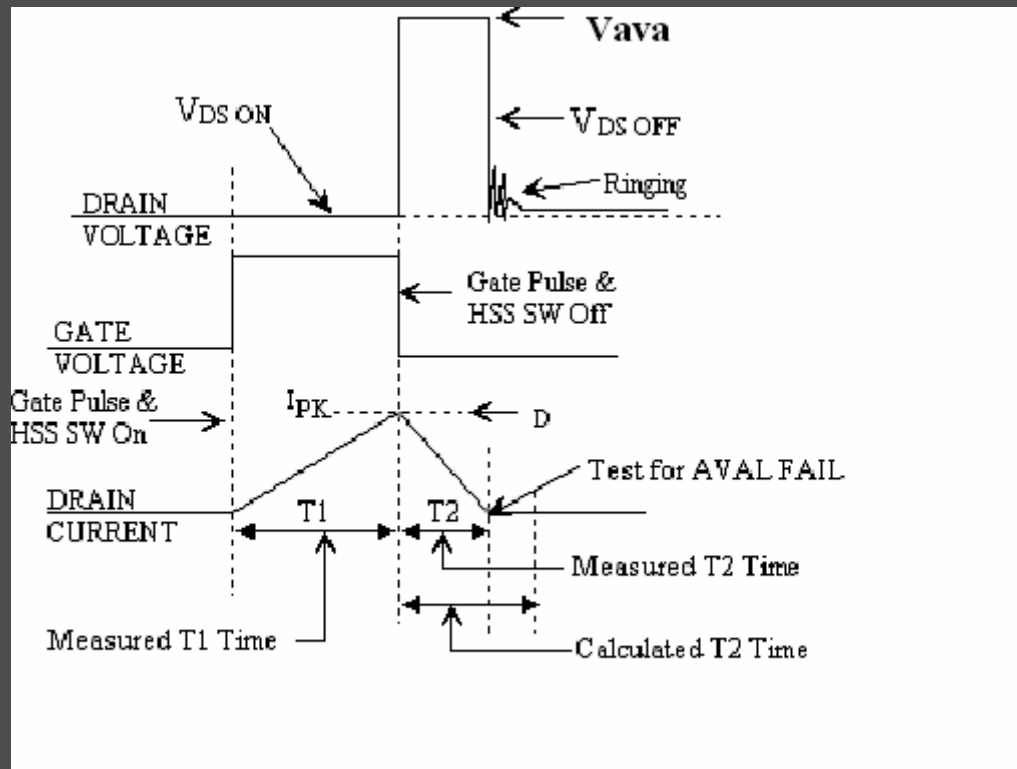 Vava
VDS ON
VDS OFF
Ringing
DRAIN
VOLTAGE
Gate Pulse &
HSS SW Off
GATE
VOLTAGE
Gate Pulse &
HSS SW On
IPK
D
Test for AVAL FAIL
DRAIN
CURRENT
T1
T2
Measured T2 Time
Measured T1 Time
Calculated T2 Time